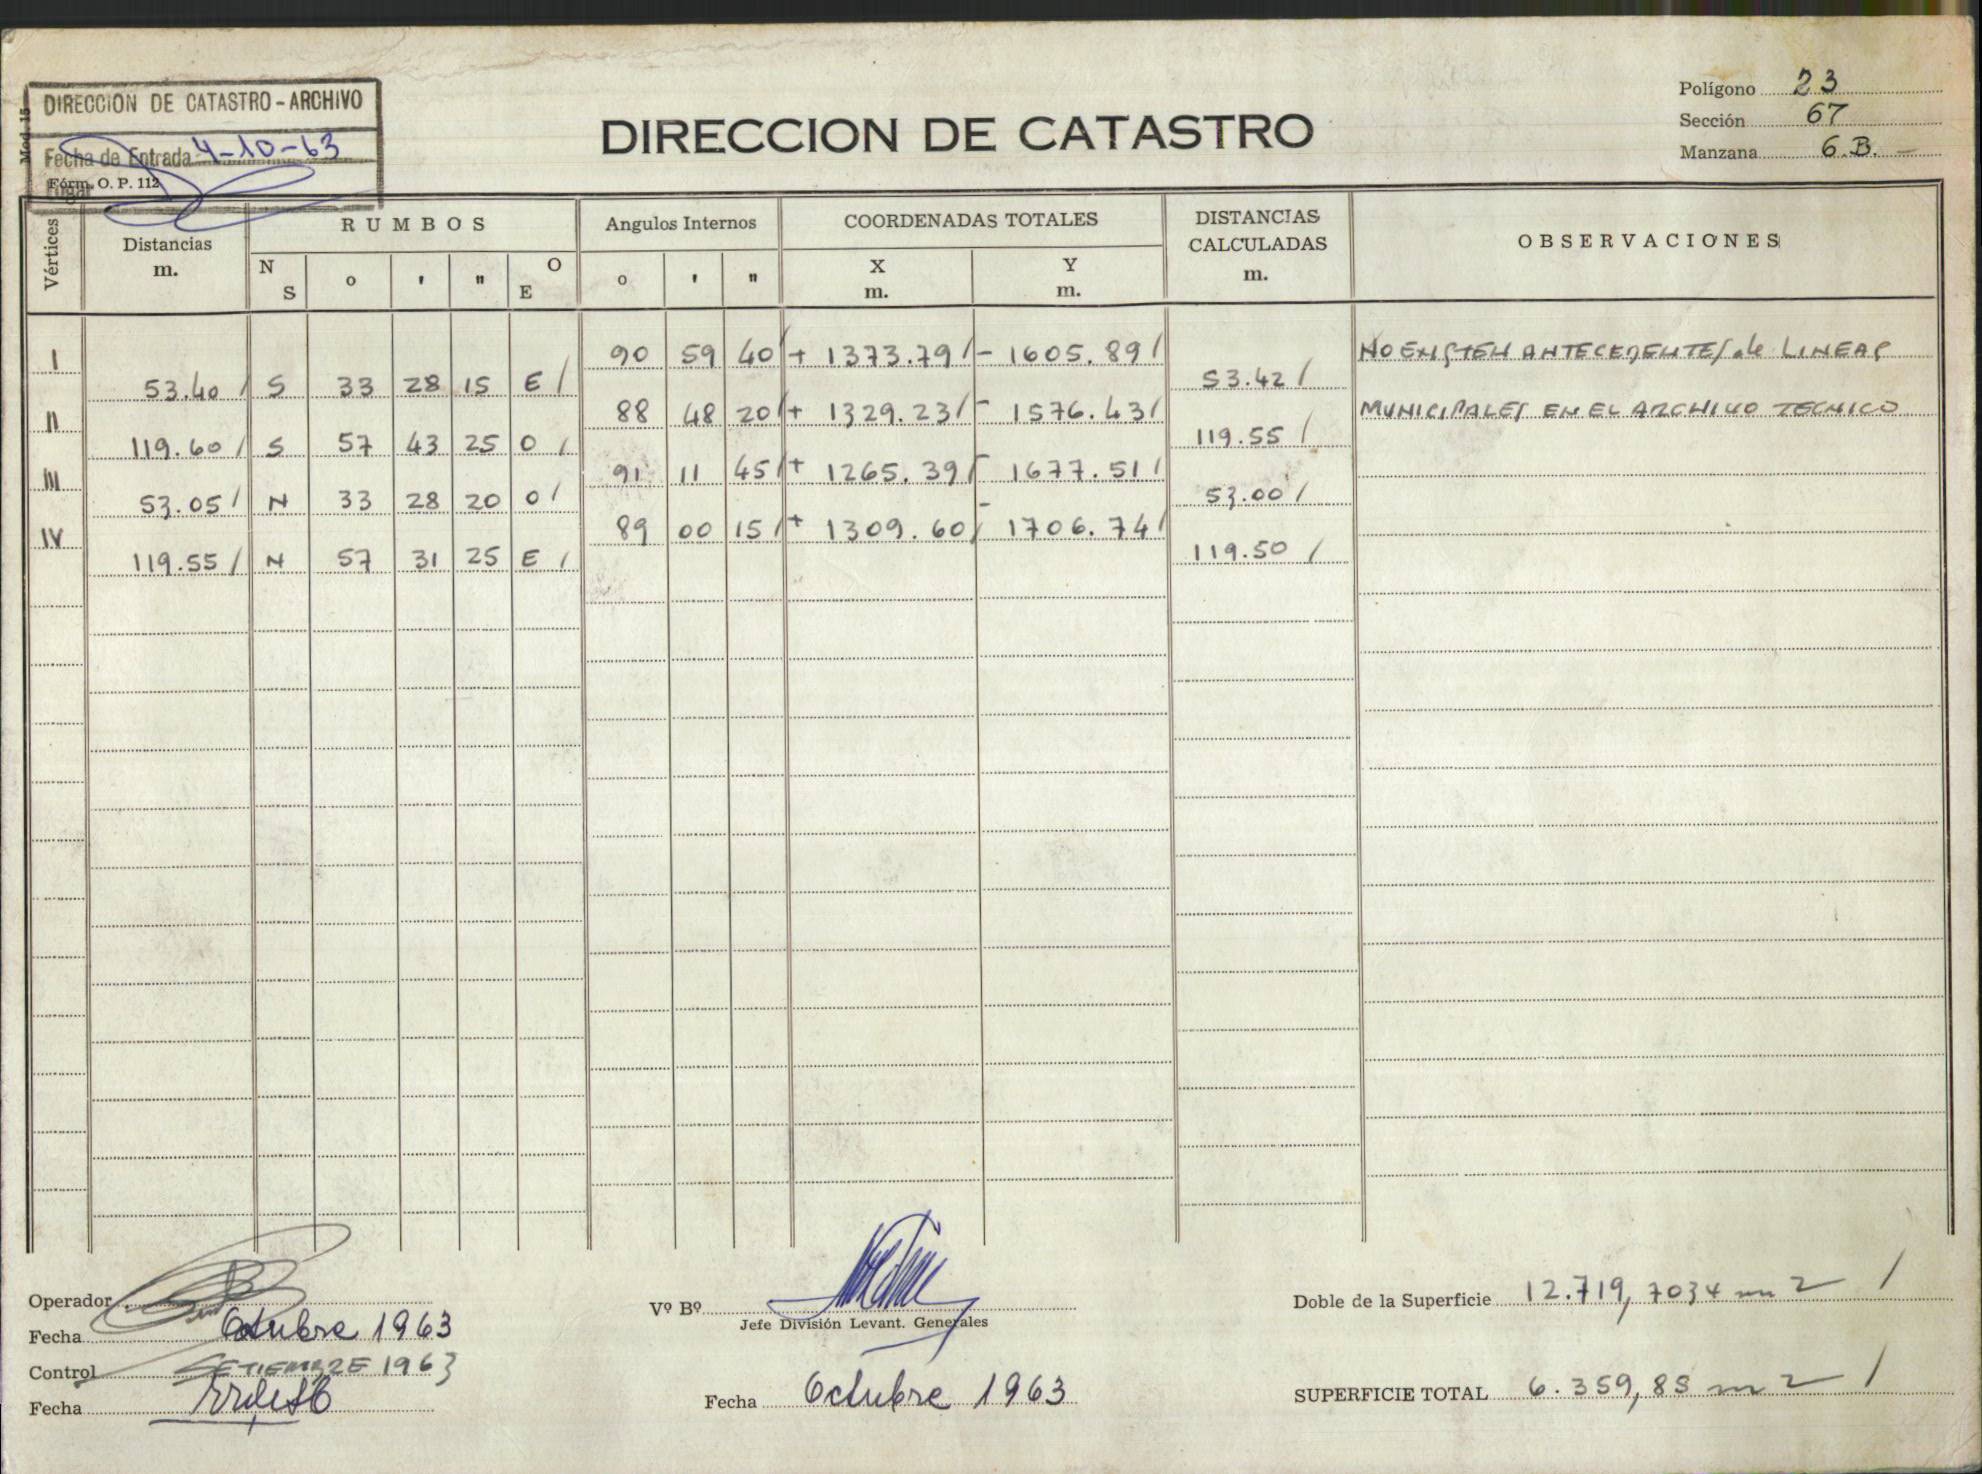 DIRECCION DE CATASTRO - ARCHIVO
Mod. 15
Fecha de Entrada 4-10-63
Fórm. O. P. 112
DIRECCION DE CATASTRO
Polígono 23
Sección 67
Manzana 6.B. —
Vértices
Distancias
m.
RUMBOS
N
S
o
'
"
O
E
Angulos Internos
o
'
"
COORDENADAS TOTALES
X
m.
Y
m.
DISTANCIAS
CALCULADAS
m.
OBSERVACIONES
I 90 59 40 / + 1373.79 / - 1605.89 / NO EXISTEN ANTECEDENTES de LINEAS
53.40 / S 33 28 15 E / 53.42 /
II 88 48 20 / + 1329.23 / - 1576.43 / MUNICIPALES EN EL ARCHIVO TECNICO
119.60 / S 57 43 25 O / 119.55 /
III 91 11 45 / + 1265.39 / - 1677.51 /
53.05 / N 33 28 20 O / 53.00 /
IV 89 00 15 / + 1309.60 / - 1706.74 /
119.55 / N 57 31 25 E / 119.50 /
Operador
Fecha Octubre 1963
Control SETIEMBRE 1963
Fecha
Vº Bº
Jefe División Levant. Generales
Fecha Octubre 1963
Doble de la Superficie 12.719,7034 m2 /
SUPERFICIE TOTAL 6.359,85 m2 /